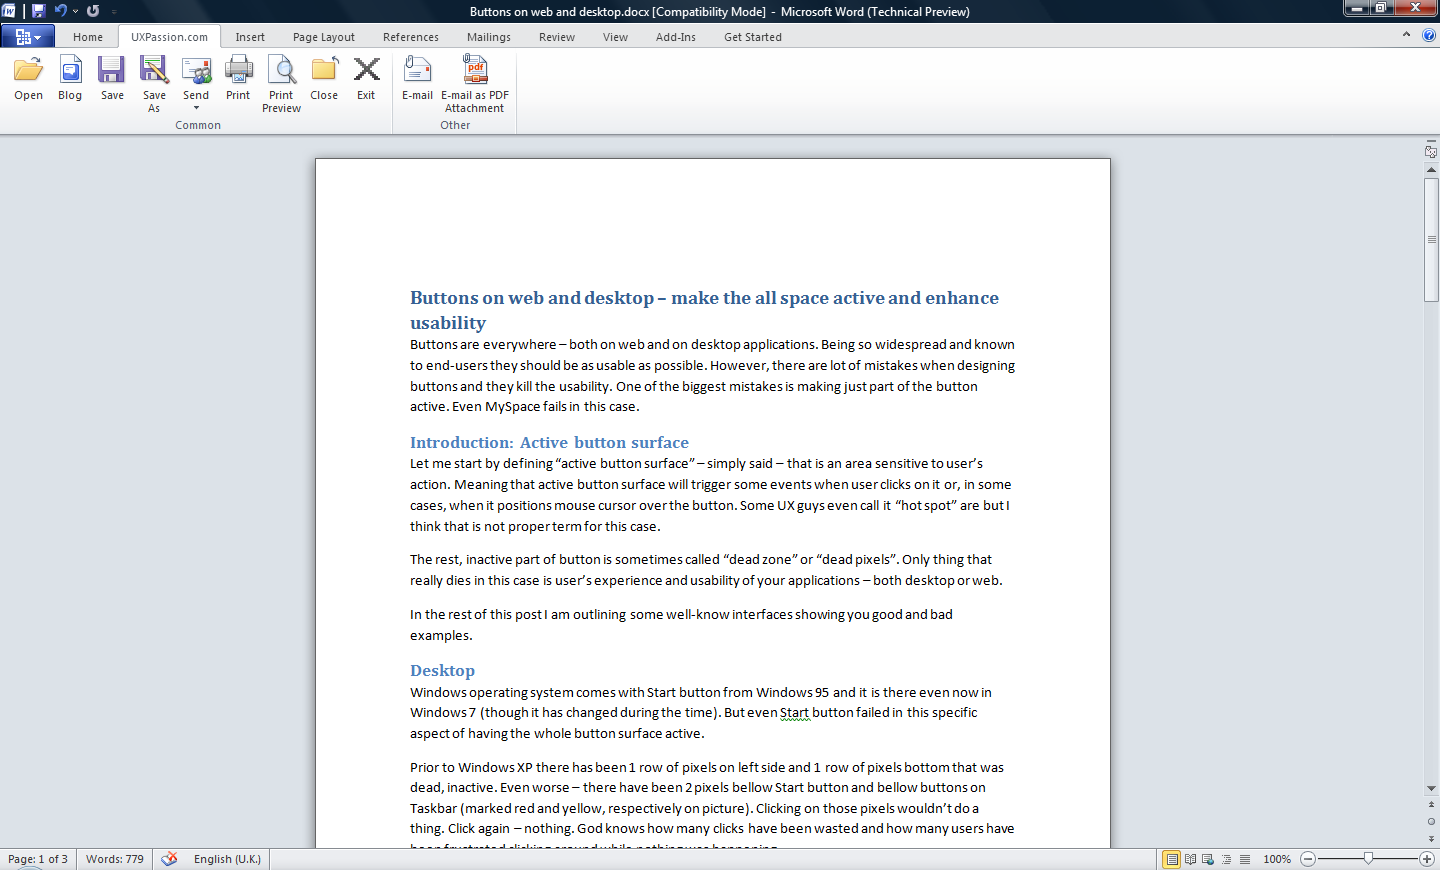 Buttons on web and desktop.docx [Compatibility Mode] - Microsoft Word (Technical Preview)
Home UXPassion.com Insert Page Layout References Mailings Review View Add-Ins Get Started
Open Blog Save Save As Send Print Print Preview Close Exit E-mail E-mail as PDF Attachment
Common Other
Buttons on web and desktop – make the all space active and enhance
usability
Buttons are everywhere – both on web and on desktop applications. Being so widespread and known
to end-users they should be as usable as possible. However, there are lot of mistakes when designing
buttons and they kill the usability. One of the biggest mistakes is making just part of the button
active. Even MySpace fails in this case.
Introduction: Active button surface
Let me start by defining “active button surface” – simply said – that is an area sensitive to user’s
action. Meaning that active button surface will trigger some events when user clicks on it or, in some
cases, when it positions mouse cursor over the button. Some UX guys even call it “hot spot” are but I
think that is not proper term for this case.
The rest, inactive part of button is sometimes called “dead zone” or “dead pixels”. Only thing that
really dies in this case is user’s experience and usability of your applications – both desktop or web.
In the rest of this post I am outlining some well-know interfaces showing you good and bad
examples.
Desktop
Windows operating system comes with Start button from Windows 95 and it is there even now in
Windows 7 (though it has changed during the time). But even Start button failed in this specific
aspect of having the whole button surface active.
Prior to Windows XP there has been 1 row of pixels on left side and 1 row of pixels bottom that was
dead, inactive. Even worse – there have been 2 pixels bellow Start button and bellow buttons on
Taskbar (marked red and yellow, respectively on picture). Clicking on those pixels wouldn’t do a
thing. Click again – nothing. God knows how many clicks have been wasted and how many users have
Page: 1 of 3 Words: 779 English (U.K.) 100%